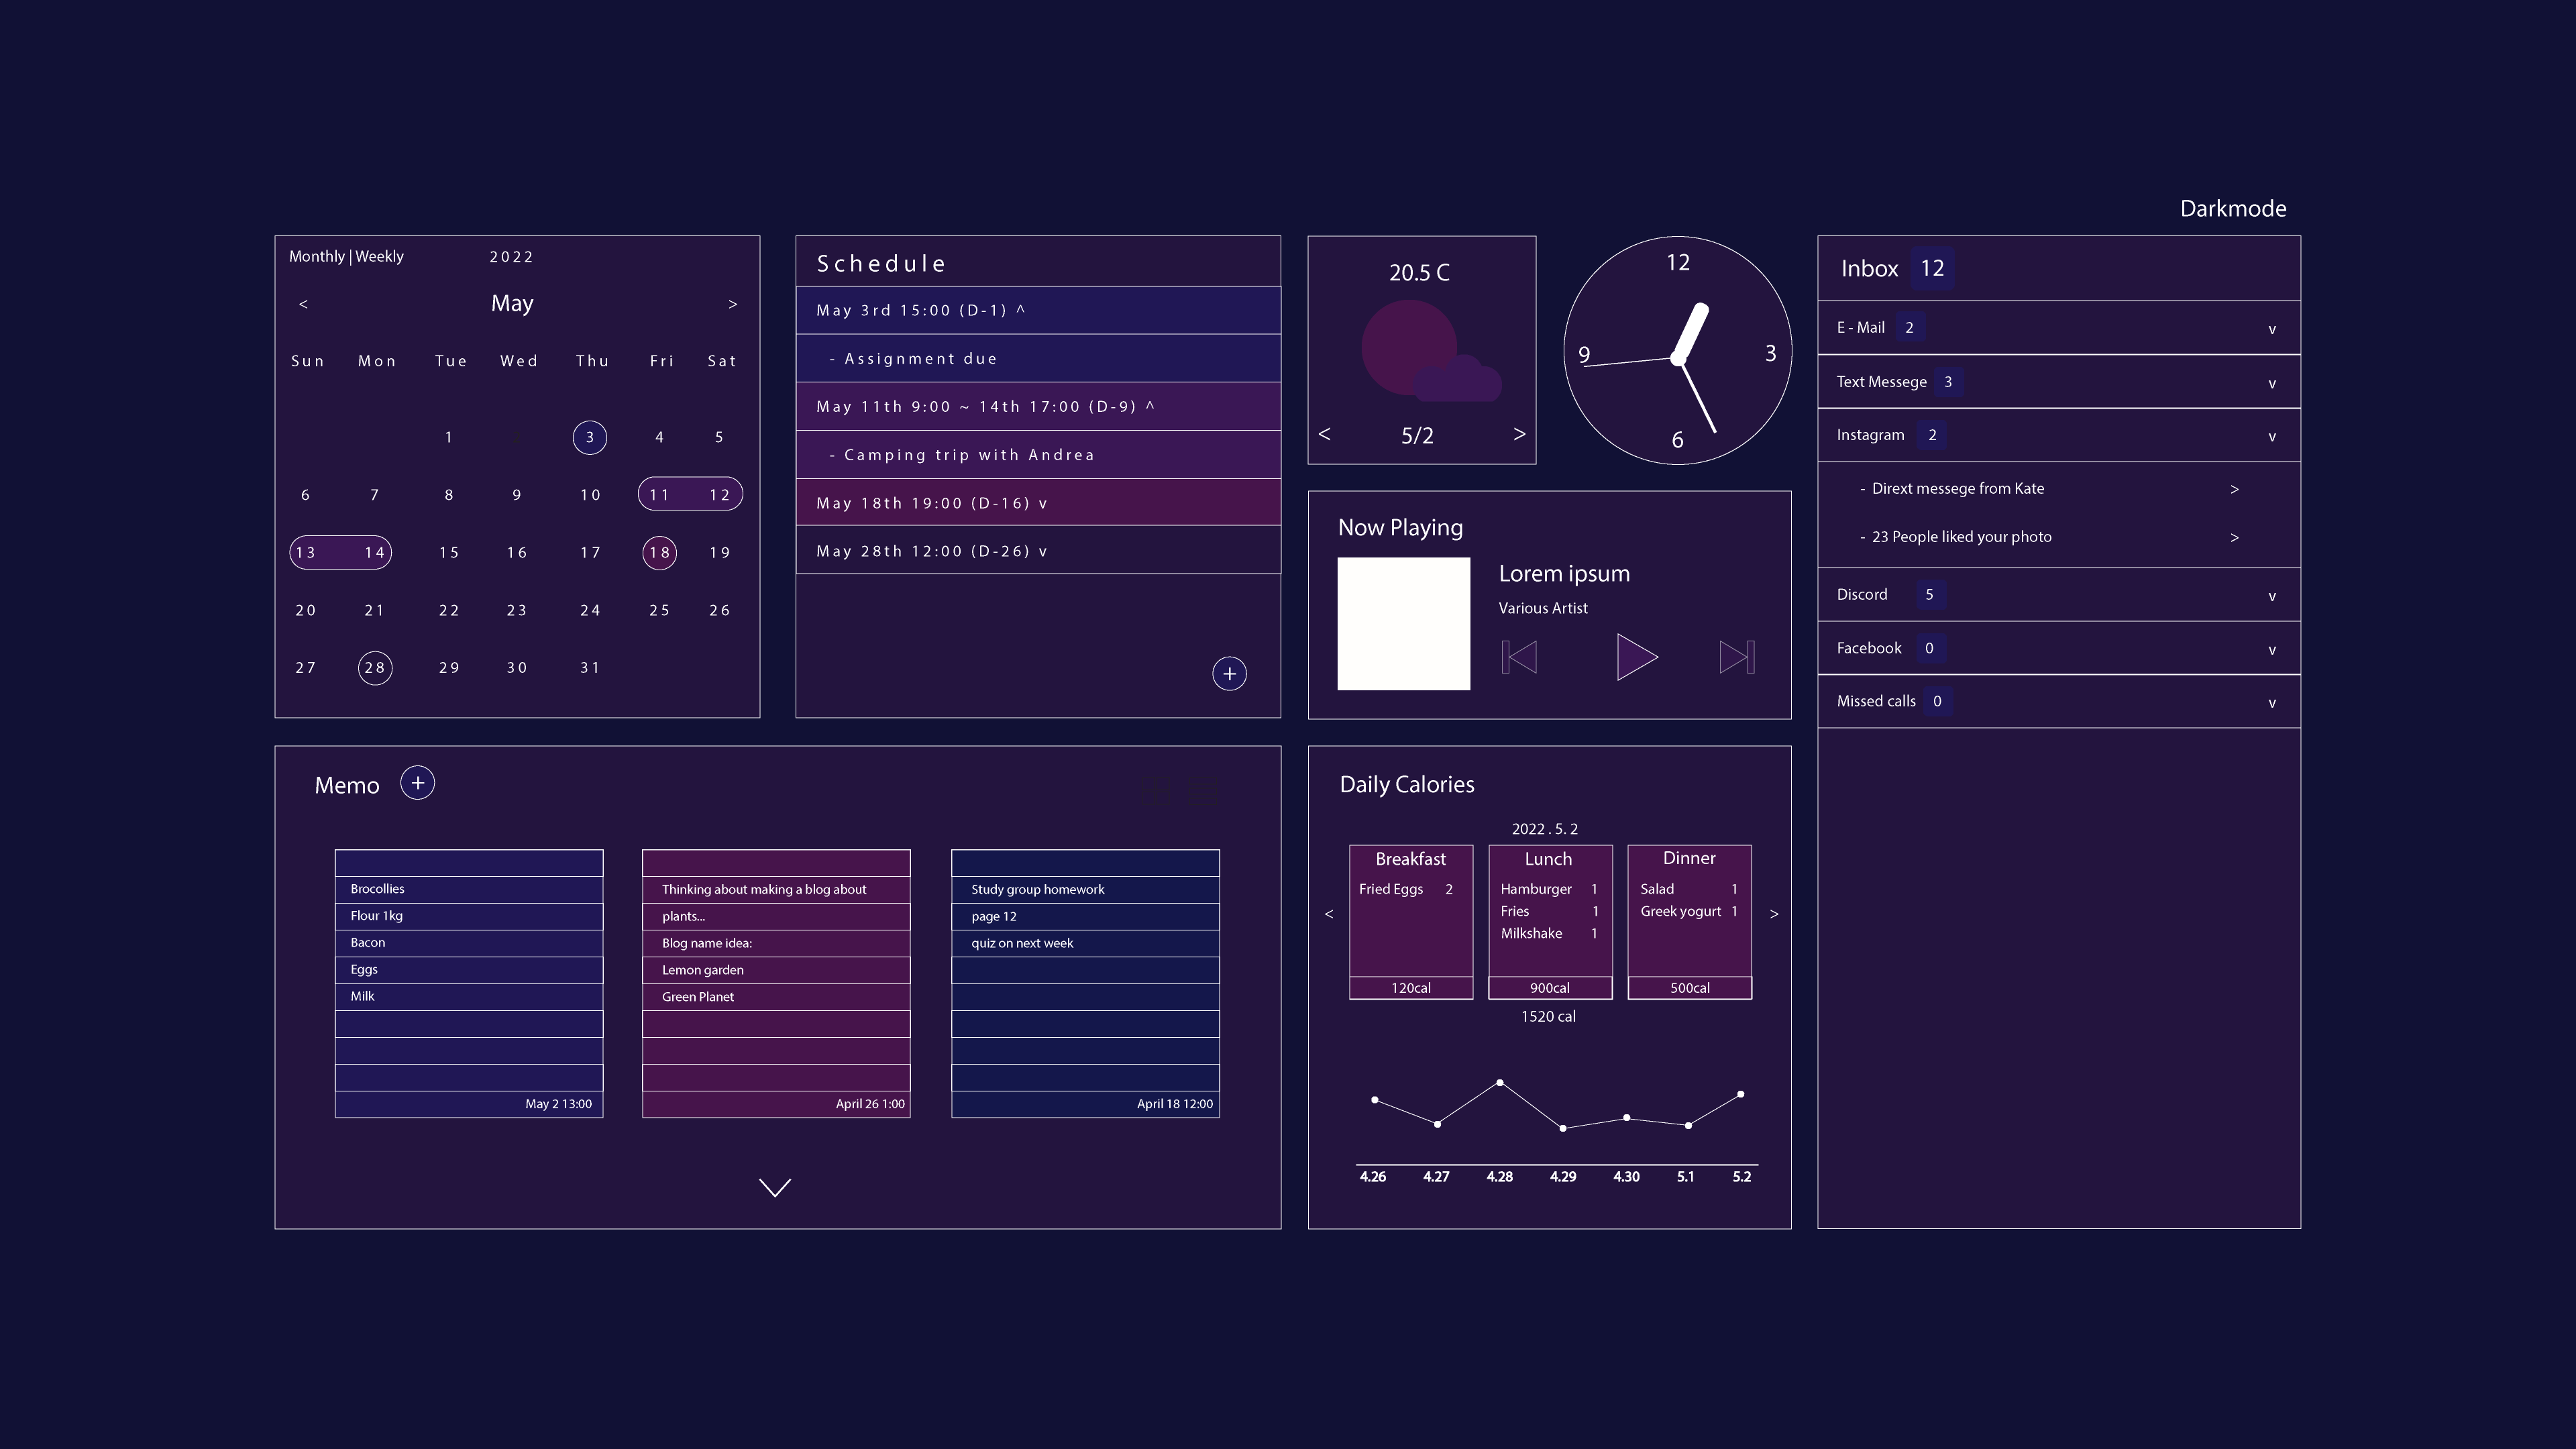 Darkmode
Monthly | Weekly 2022
< May >
Sun Mon Tue Wed Thu Fri Sat
1 2 3 4 5
6 7 8 9 10 11 12
13 14 15 16 17 18 19
20 21 22 23 24 25 26
27 28 29 30 31
Schedule
May 3rd 15:00 (D-1) ^
- Assignment due
May 11th 9:00 ~ 14th 17:00 (D-9) ^
- Camping trip with Andrea
May 18th 19:00 (D-16) v
May 28th 12:00 (D-26) v
+
20.5 C
< 5/2 >
12
9 3
6
Now Playing
Lorem ipsum
Various Artist
Inbox 12
E - Mail 2 v
Text Messege 3 v
Instagram 2 v
- Dirext messege from Kate >
- 23 People liked your photo >
Discord 5 v
Facebook 0 v
Missed calls 0 v
Memo +
Brocollies
Flour 1kg
Bacon
Eggs
Milk
May 2 13:00
Thinking about making a blog about
plants...
Blog name idea:
Lemon garden
Green Planet
April 26 1:00
Study group homework
page 12
quiz on next week
April 18 12:00
Daily Calories
2022 . 5. 2
< >
Breakfast
Fried Eggs 2
120cal
Lunch
Hamburger 1
Fries 1
Milkshake 1
900cal
Dinner
Salad 1
Greek yogurt 1
500cal
1520 cal
4.26 4.27 4.28 4.29 4.30 5.1 5.2